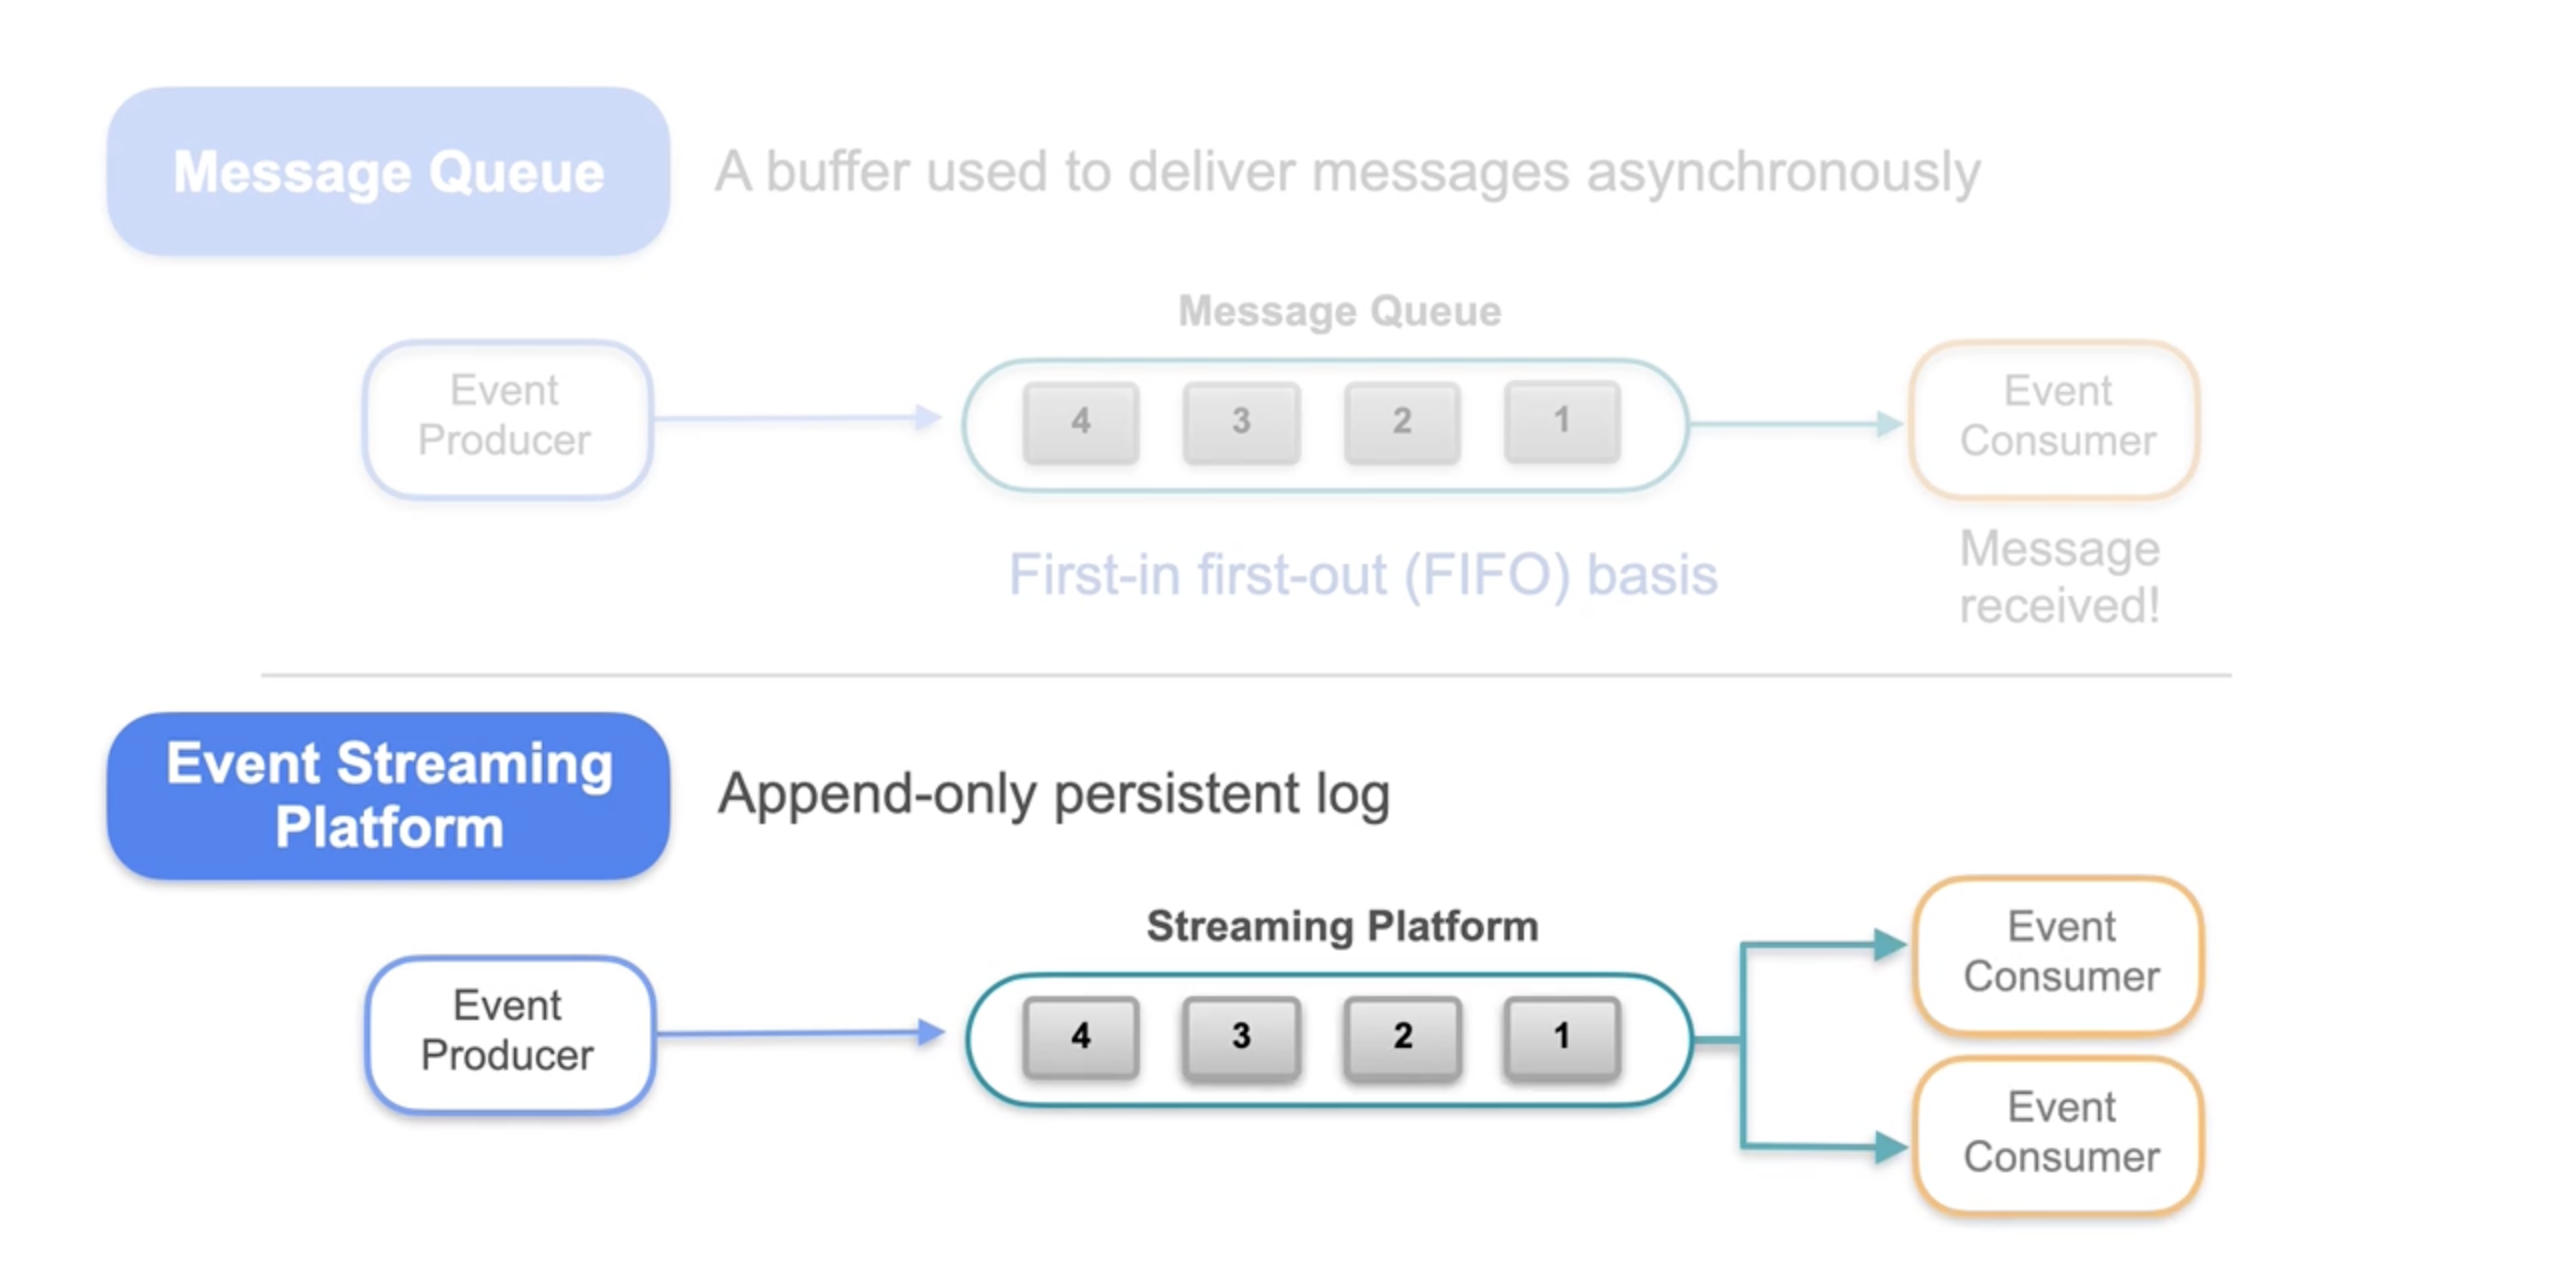 Message Queue
A buffer used to deliver messages asynchronously
Message Queue
Event
Producer
4 3 2 1
Event
Consumer
First-in first-out (FIFO) basis
Message
received!
Event Streaming
Platform
Append-only persistent log
Streaming Platform
Event
Producer
4 3 2 1
Event
Consumer
Event
Consumer